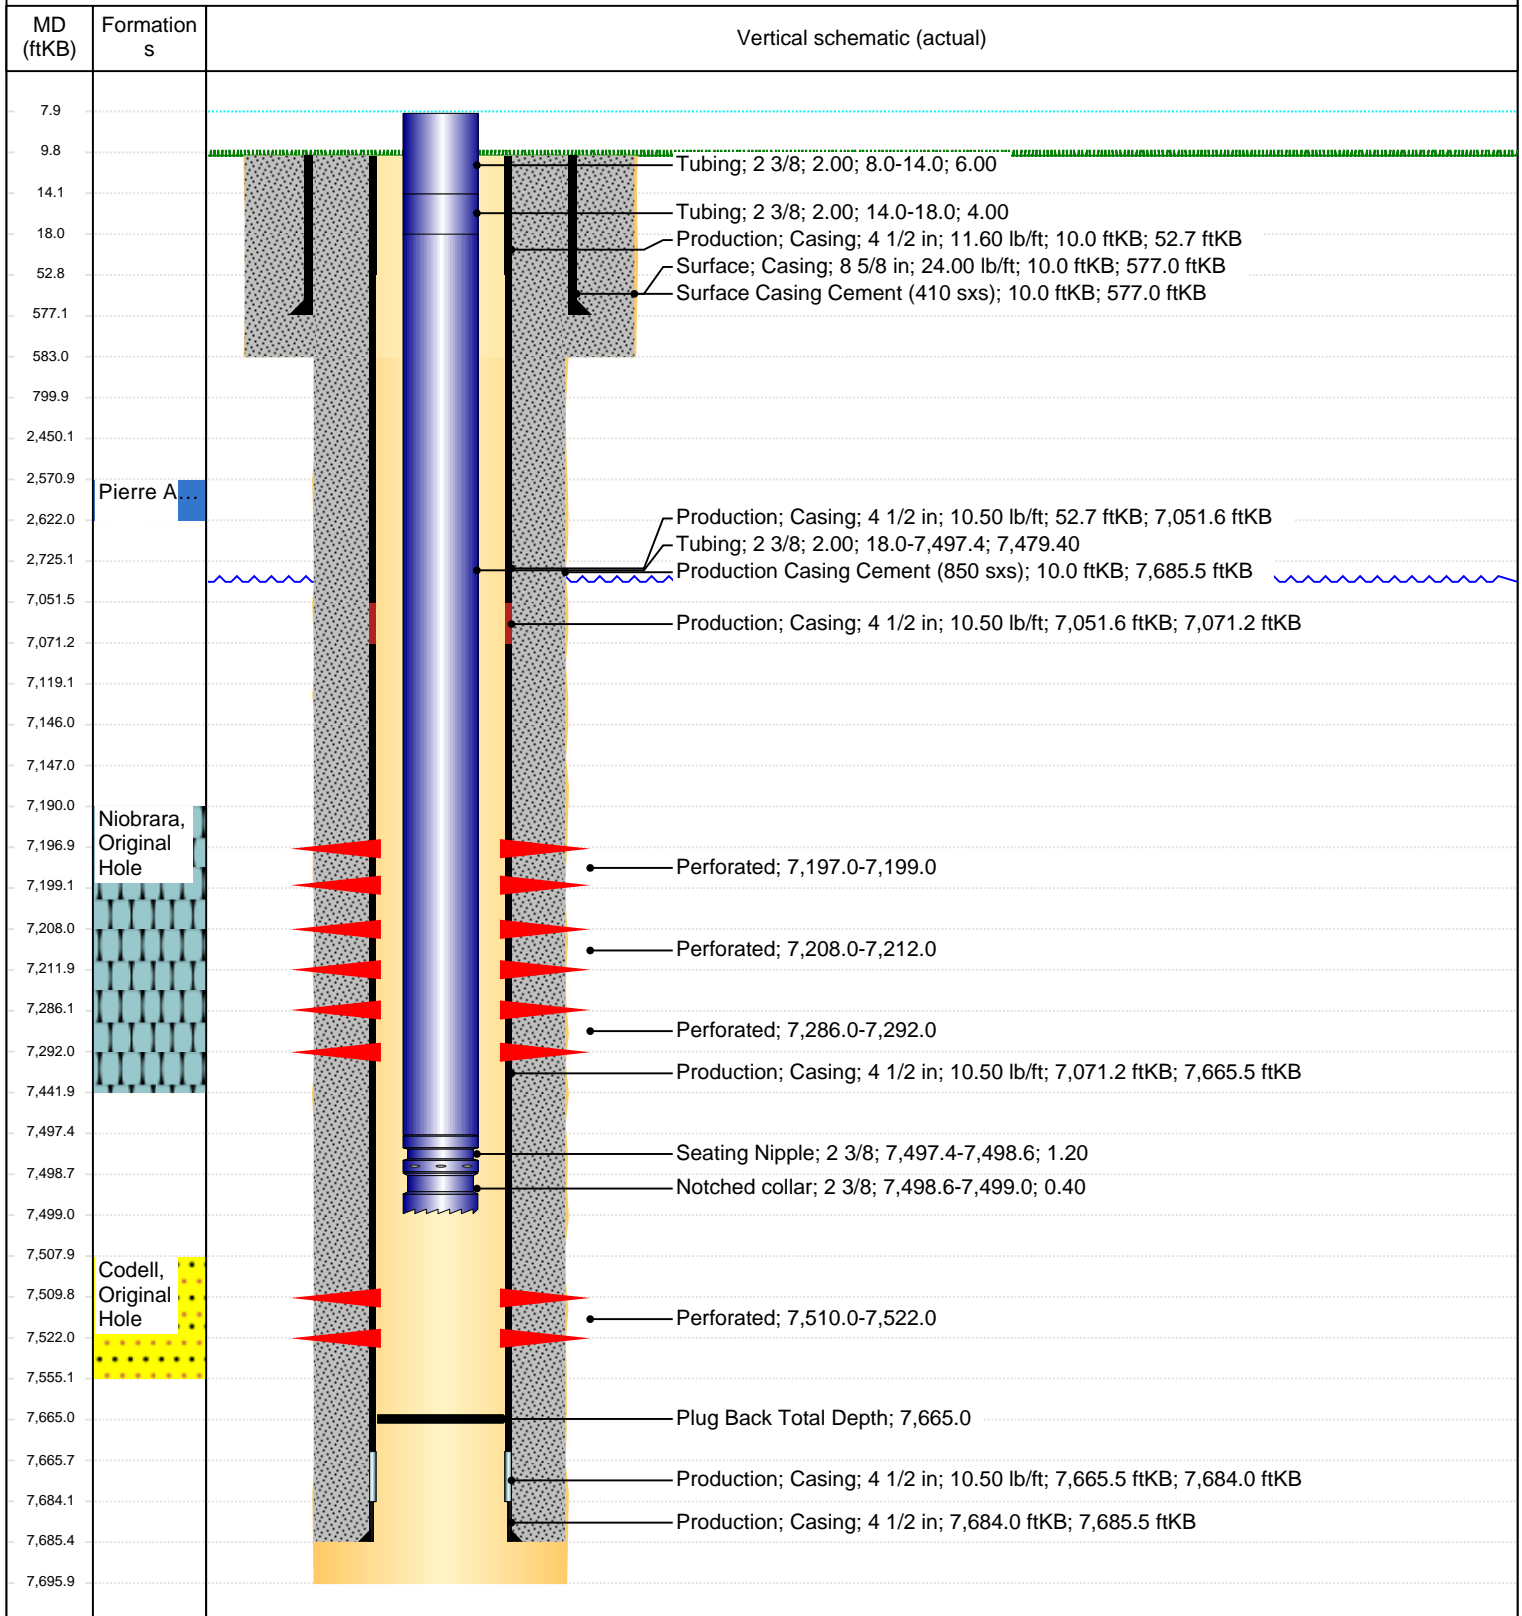 MD
(ftKB)
Formation
s
Vertical schematic (actual)
7.9
9.8
Tubing; 2 3/8; 2.00; 8.0-14.0; 6.00
14.1
Tubing; 2 3/8; 2.00; 14.0-18.0; 4.00
18.0
Production; Casing; 4 1/2 in; 11.60 lb/ft; 10.0 ftKB; 52.7 ftKB
Surface; Casing; 8 5/8 in; 24.00 lb/ft; 10.0 ftKB; 577.0 ftKB
52.8
Surface Casing Cement (410 sxs); 10.0 ftKB; 577.0 ftKB
577.1
583.0
799.9
2,450.1
2,570.9
Pierre A...
2,622.0
Production; Casing; 4 1/2 in; 10.50 lb/ft; 52.7 ftKB; 7,051.6 ftKB
Tubing; 2 3/8; 2.00; 18.0-7,497.4; 7,479.40
2,725.1
Production Casing Cement (850 sxs); 10.0 ftKB; 7,685.5 ftKB
7,051.5
Production; Casing; 4 1/2 in; 10.50 lb/ft; 7,051.6 ftKB; 7,071.2 ftKB
7,071.2
7,119.1
7,146.0
7,147.0
7,190.0
Niobrara,
Original
Hole
7,196.9
Perforated; 7,197.0-7,199.0
7,199.1
7,208.0
Perforated; 7,208.0-7,212.0
7,211.9
7,286.1
Perforated; 7,286.0-7,292.0
7,292.0
Production; Casing; 4 1/2 in; 10.50 lb/ft; 7,071.2 ftKB; 7,665.5 ftKB
7,441.9
7,497.4
Seating Nipple; 2 3/8; 7,497.4-7,498.6; 1.20
7,498.7
Notched collar; 2 3/8; 7,498.6-7,499.0; 0.40
7,499.0
7,507.9
Codell,
Original
Hole
7,509.8
Perforated; 7,510.0-7,522.0
7,522.0
7,555.1
7,665.0
Plug Back Total Depth; 7,665.0
7,665.7
Production; Casing; 4 1/2 in; 10.50 lb/ft; 7,665.5 ftKB; 7,684.0 ftKB
7,684.1
Production; Casing; 4 1/2 in; 7,684.0 ftKB; 7,685.5 ftKB
7,685.4
7,695.9